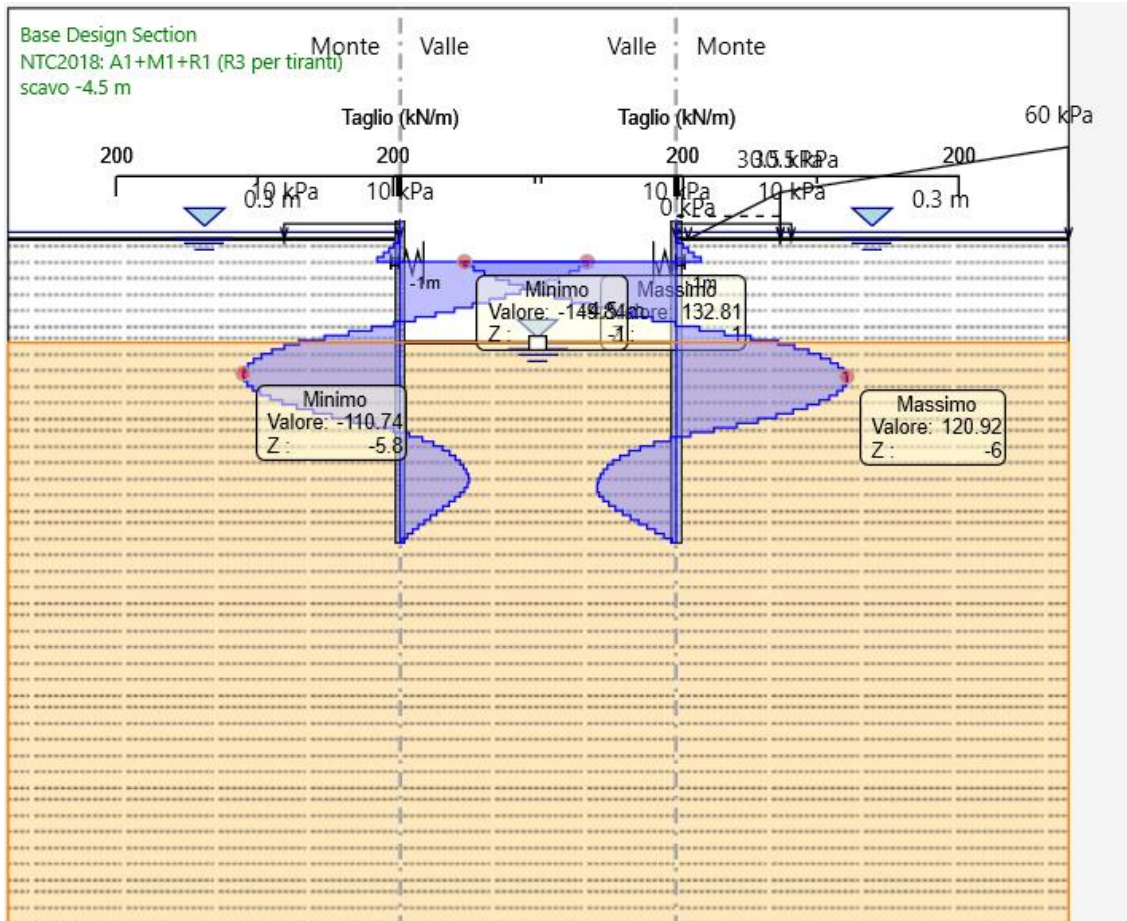 Base Design Section
NTC2018: A1+M1+R1 (R3 per tiranti)
scavo -4.5 m
Monte Valle Valle Monte
Taglio (kN/m) Taglio (kN/m)
60 kPa
200 200 200 200
10 kPa 10 kPa 10 kPa 10 kPa
0.3 m 0.3 m
0 kPa
-1m
Minimo
Valore:
Z : -1
Massimo
132.81
Minimo
Valore: -110.74
Z : -5.8
Massimo
Valore: 120.92
Z : -6